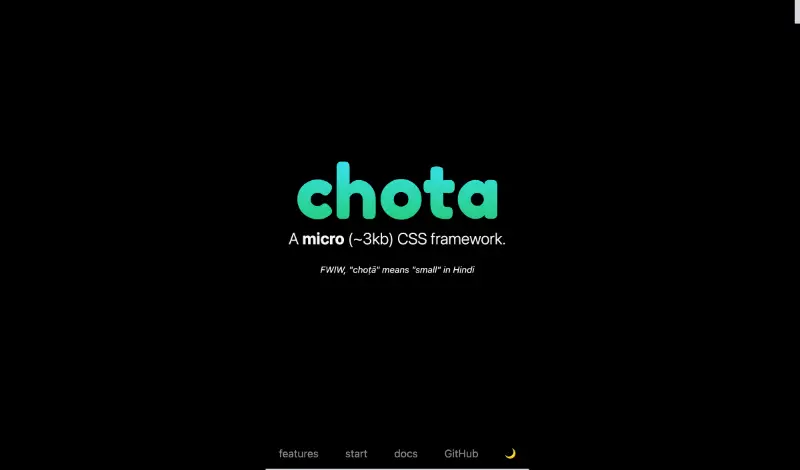 chota
A micro (~3kb) CSS framework.
FWIW, "choṭā" means "small" in Hindi
features start docs GitHub